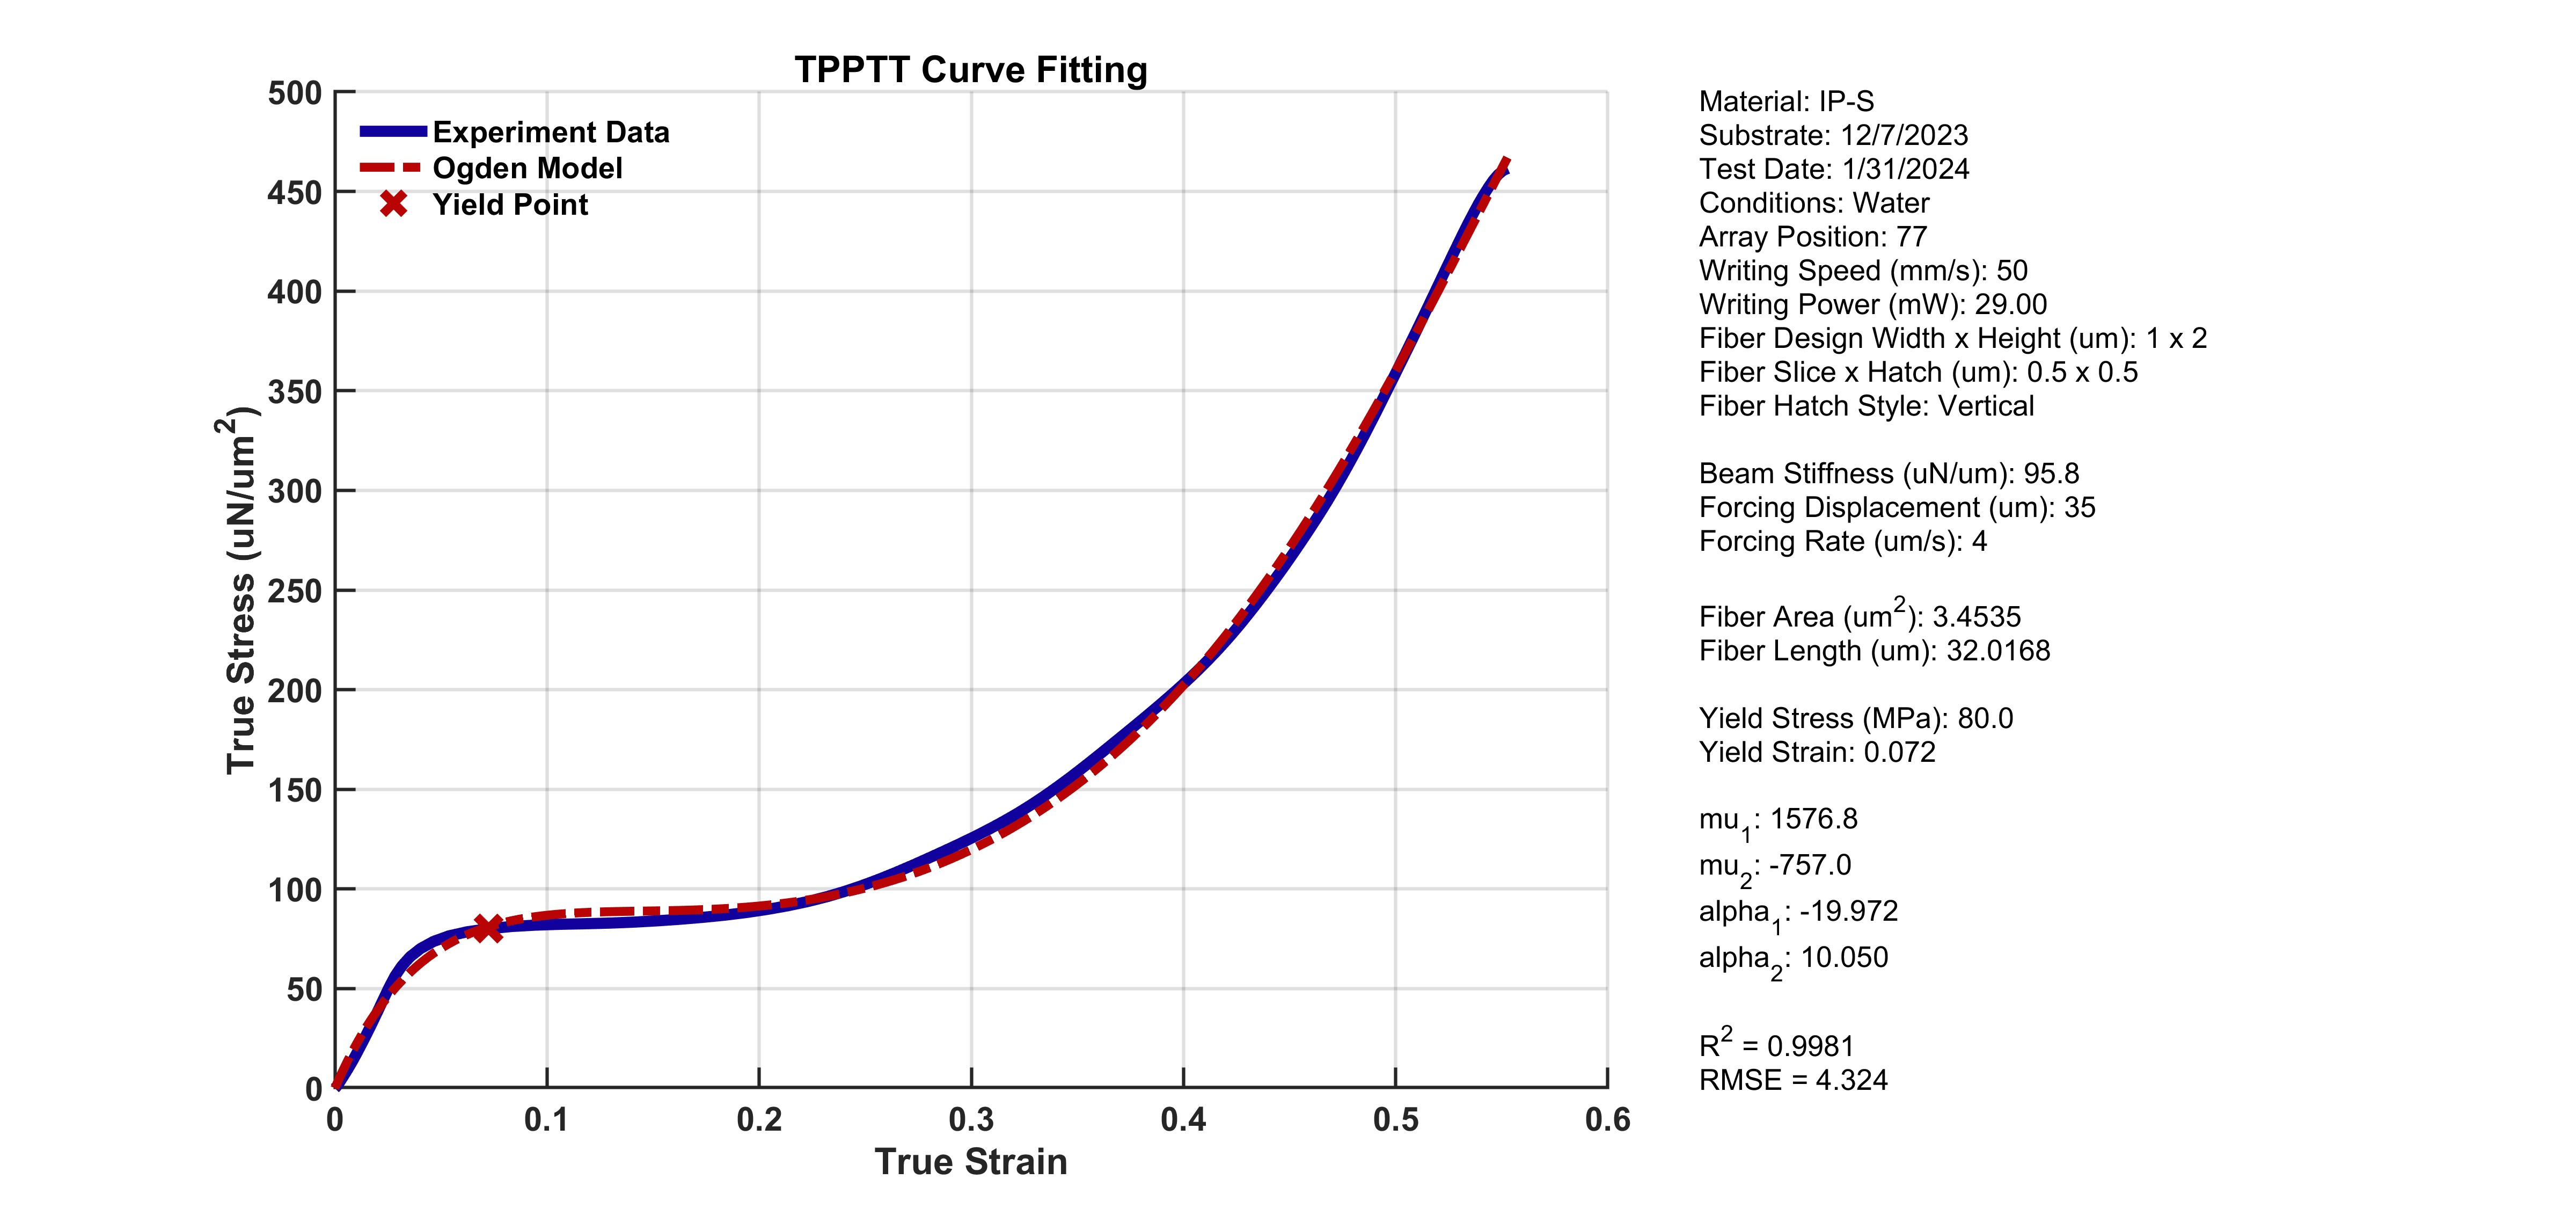 TPPTT Curve Fitting
500
450
400
350
300
250
200
150
100
50
0
True Stress (uN/um²)
Experiment Data
Ogden Model
Yield Point
0 0.1 0.2 0.3 0.4 0.5 0.6
True Strain
Material: IP-S
Substrate: 12/7/2023
Test Date: 1/31/2024
Conditions: Water
Array Position: 77
Writing Speed (mm/s): 50
Writing Power (mW): 29.00
Fiber Design Width x Height (um): 1 x 2
Fiber Slice x Hatch (um): 0.5 x 0.5
Fiber Hatch Style: Vertical
Beam Stiffness (uN/um): 95.8
Forcing Displacement (um): 35
Forcing Rate (um/s): 4
Fiber Area (um²): 3.4535
Fiber Length (um): 32.0168
Yield Stress (MPa): 80.0
Yield Strain: 0.072
mu₁: 1576.8
mu₂: -757.0
alpha₁: -19.972
alpha₂: 10.050
R² = 0.9981
RMSE = 4.324